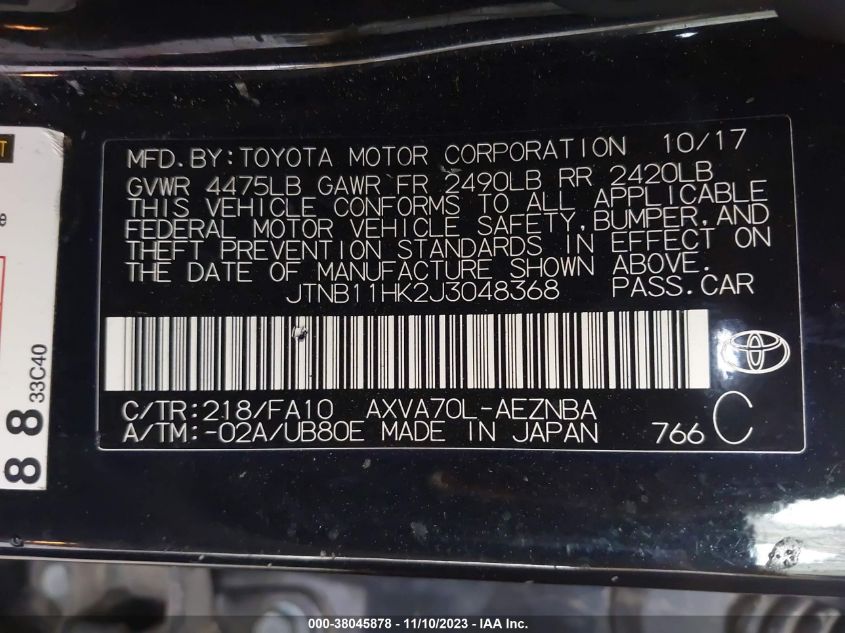 MFD.BY:TOYOTA MOTOR CORPORATION 10/17
GVWR 4475LB GAWR FR 2490LB RR 2420LB
THIS VEHICLE CONFORMS TO ALL APPLICABLE
FEDERAL MOTOR VEHICLE SAFETY,BUMPER,AND
THEFT PREVENTION STANDARDS IN EFFECT ON
THE DATE OF MANUFACTURE SHOWN ABOVE.
JTNB11HK2J3048368 PASS.CAR
C/TR:218/FA10 AXVA70L-AEZNBA
A/TM:-02A/UB80E MADE IN JAPAN 766 C
33C40
88
000-38045878 - 11/10/2023 - IAA Inc.